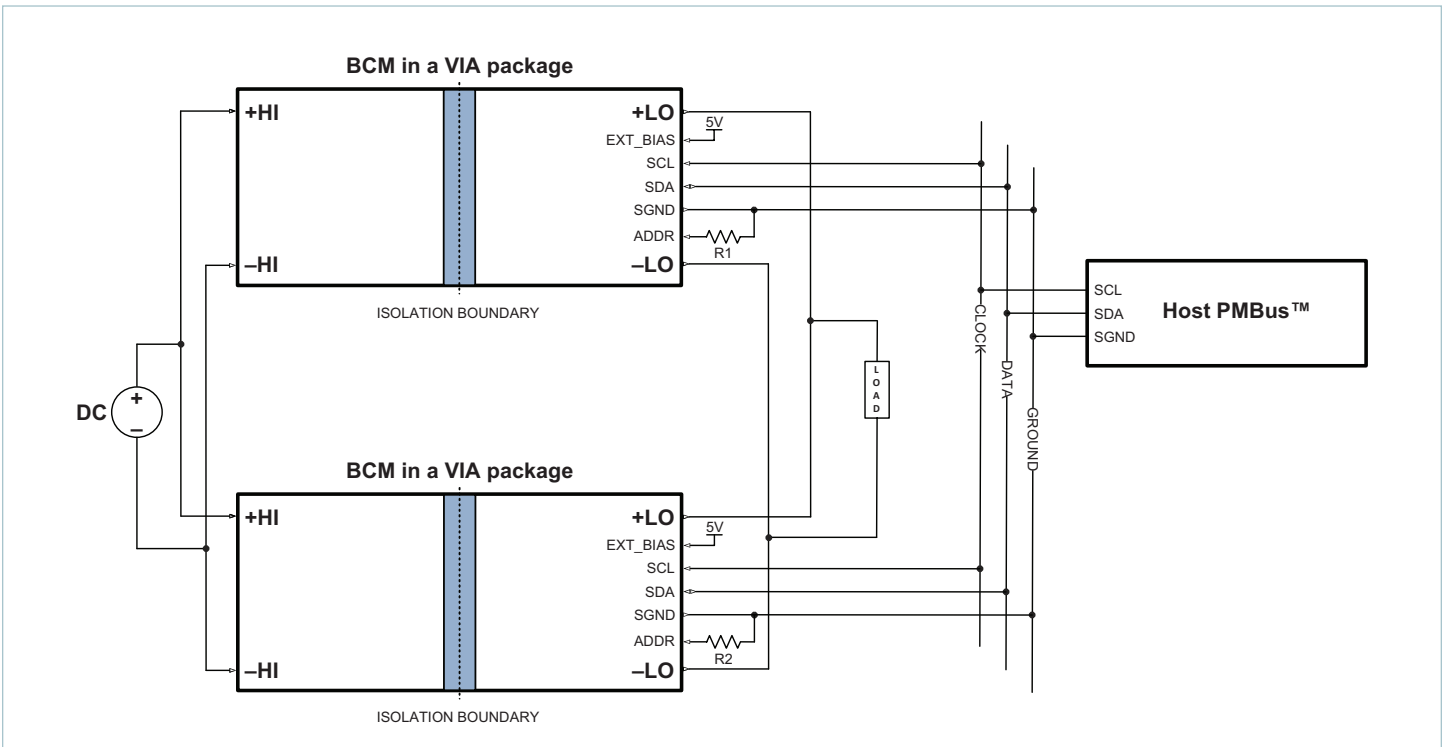 BCM in a VIA package
+HI
–HI
+LO
5V
EXT_BIAS
SCL
SDA
SGND
ADDR
R1
–LO
ISOLATION BOUNDARY
DC
+
–
LOAD
CLOCK
DATA
GROUND
SCL
SDA
SGND
Host PMBus™
BCM in a VIA package
+HI
–HI
+LO
5V
EXT_BIAS
SCL
SDA
SGND
ADDR
R2
–LO
ISOLATION BOUNDARY